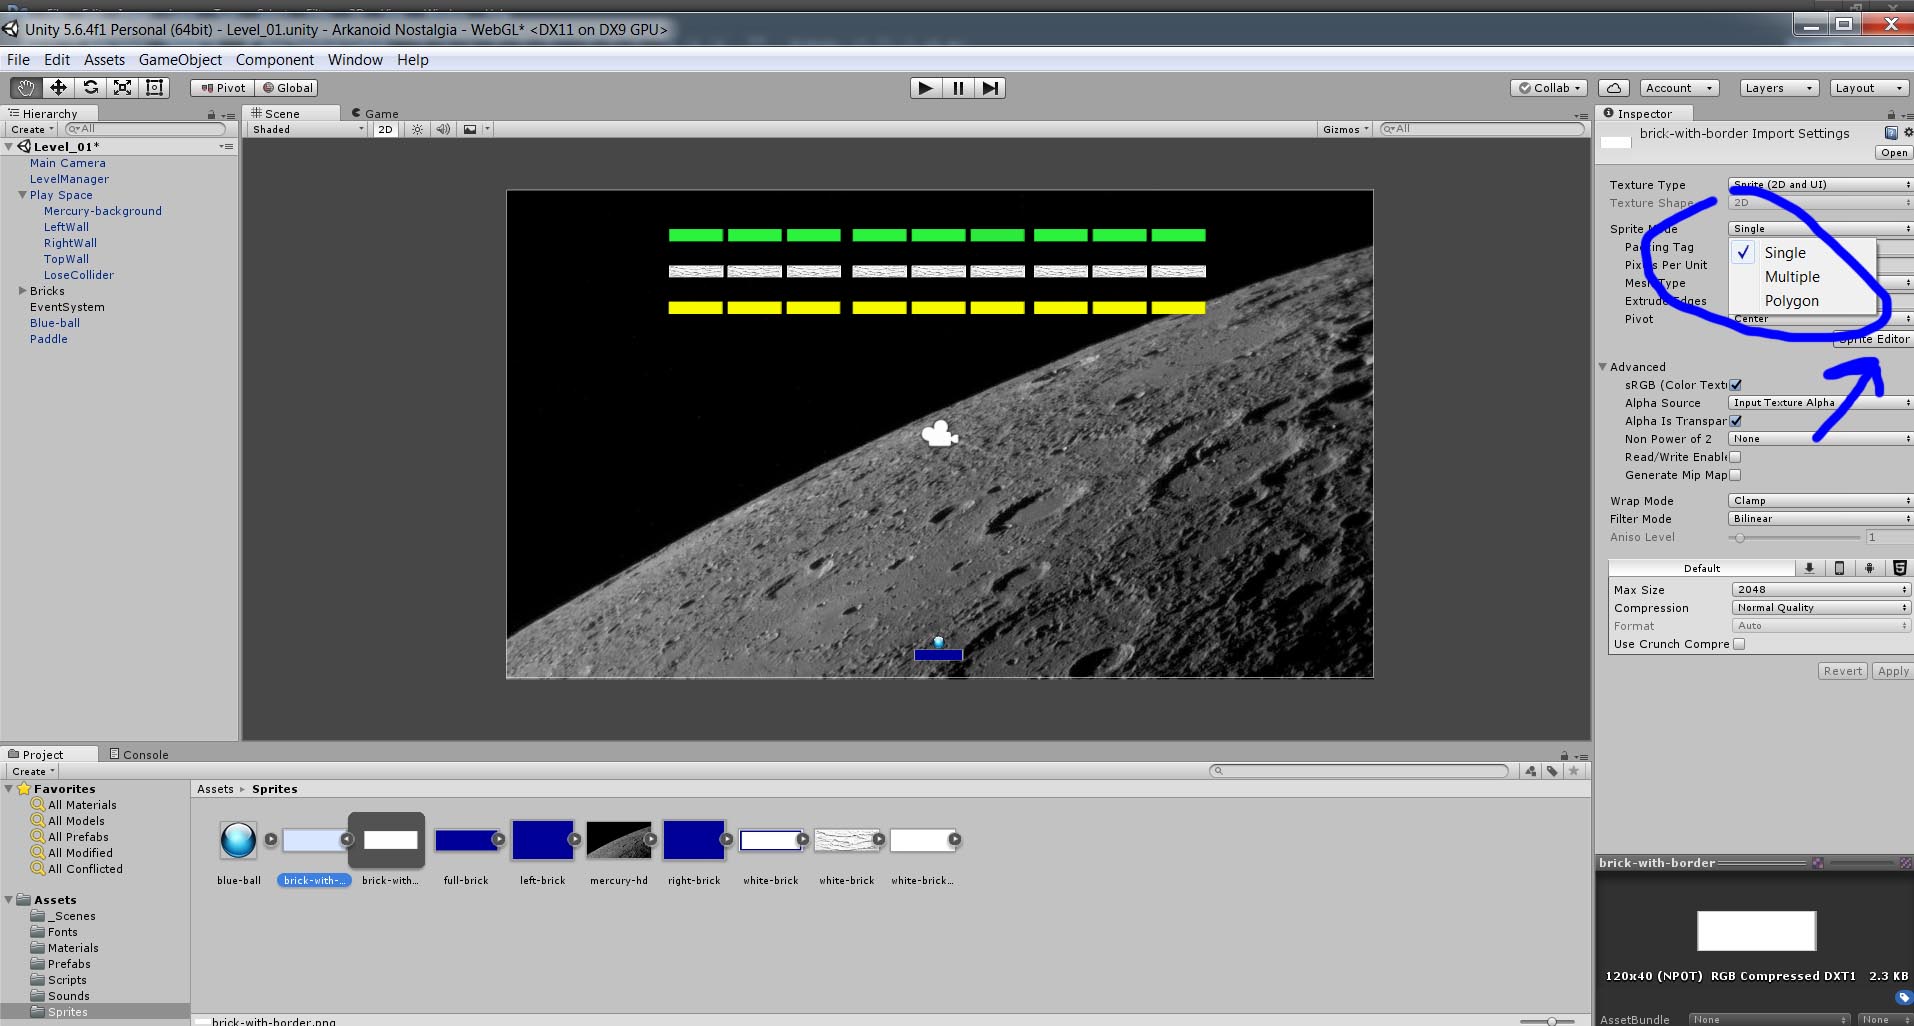 Unity 5.6.4f1 Personal (64bit) - Level_01.unity - Arkanoid Nostalgia - WebGL* <DX11 on DX9 GPU>
File Edit Assets GameObject Component Window Help
Pivot Global Collab Account Layers Layout
Hierarchy
Create All
Level_01*
Main Camera
LevelManager
Play Space
Mercury-background
LeftWall
RightWall
TopWall
LoseCollider
Bricks
EventSystem
Blue-ball
Paddle
Scene Game
Shaded 2D Gizmos All
Inspector
brick-with-border Import Settings
Open
Texture Type Sprite (2D and UI)
Texture Shape 2D
Sprite Mode Single
Packing Tag
Pixels Per Unit
Mesh Type
Extrude Edges
Single
Multiple
Polygon
Pivot Center
Sprite Editor
Advanced
sRGB (Color Textu
Alpha Source Input Texture Alpha
Alpha Is Transpar
Non Power of 2 None
Read/Write Enable
Generate Mip Map
Wrap Mode Clamp
Filter Mode Bilinear
Aniso Level 1
Default
Max Size 2048
Compression Normal Quality
Format Auto
Use Crunch Compre
Revert Apply
Project Console
Create
Favorites
All Materials
All Models
All Prefabs
All Modified
All Conflicted
Assets
_Scenes
Fonts
Materials
Prefabs
Scripts
Sounds
Sprites
Assets Sprites
blue-ball brick-with-... brick-with... full-brick left-brick mercury-hd right-brick white-brick white-brick white-brick...
brick-with-border.png
brick-with-border
120x40 (NPOT) RGB Compressed DXT1 2.3 KB
AssetBundle None None